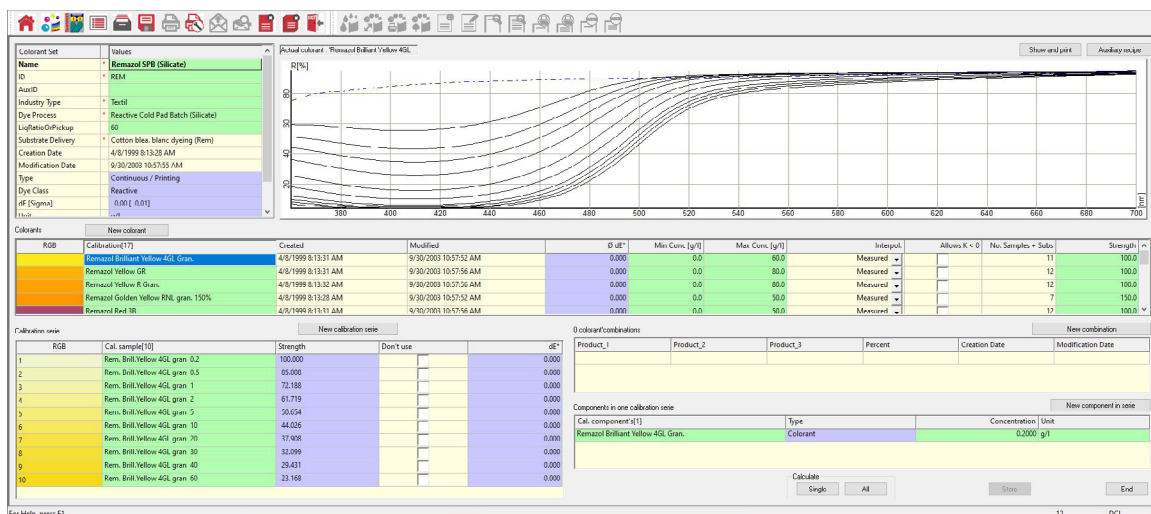 Colorant Set Values
Name * Remazol SPB (Silicate)
ID * REM
AuxID
Industry Type * Textil
Dye Process * Reactive Cold Pad Batch (Silicate)
LiqRatioOrPickup 60
Substrate Delivery * Cotton blea. blanc dyeing (Rem)
Creation Date 4/8/1999 8:13:28 AM
Modification Date 9/30/2003 10:57:55 AM
Type Continuous / Printing
Dye Class Reactive
dE [Sigma] 0.00 [ 0.01]
Unit g/l
Actual colorant : 'Remazol Brilliant Yellow 4GL
Show and print Auxiliary recipe
R[%]
80
20
380 400 420 440 460 480 500 520 540 560 580 600 620 640 660 680 700
[nm]
Colorants New colorant
RGB Calibration[17] Created Modified Ø dE* Min Conc. [g/l] Max Conc. [g/l] Interpol. Allows K < 0 No. Samples + Subs Strength
Remazol Brilliant Yellow 4GL Gran. 4/8/1999 8:13:31 AM 9/30/2003 10:57:52 AM 0.000 0.0 60.0 Measured 11 100.0
Remazol Yellow GR 4/8/1999 8:13:31 AM 9/30/2003 10:57:56 AM 0.000 0.0 80.0 Measured 12 100.0
Remazol Yellow R Gran. 4/8/1999 8:13:32 AM 9/30/2003 10:57:56 AM 0.000 0.0 80.0 Measured 12 100.0
Remazol Golden Yellow RNL gran. 150% 4/8/1999 8:13:28 AM 9/30/2003 10:57:52 AM 0.000 0.0 50.0 Measured 7 150.0
Remazol Red 3B 4/8/1999 8:13:31 AM 9/30/2003 10:57:56 AM 0.000 0.0 50.0 Measured 12 100.0
Calibration serie New calibration serie
RGB Cal. sample[10] Strength Don't use dE*
1 Rem. Brill.Yellow 4GL gran 0.2 100.000 0.000
2 Rem. Brill.Yellow 4GL gran 0.5 85.008 0.000
3 Rem. Brill.Yellow 4GL gran 1 72.188 0.000
4 Rem. Brill.Yellow 4GL gran 2 61.719 0.000
5 Rem. Brill.Yellow 4GL gran 5 50.654 0.000
6 Rem. Brill.Yellow 4GL gran 10 44.026 0.000
7 Rem. Brill.Yellow 4GL gran 20 37.908 0.000
8 Rem. Brill.Yellow 4GL gran 30 32.099 0.000
9 Rem. Brill.Yellow 4GL gran 40 29.431 0.000
10 Rem. Brill.Yellow 4GL gran 60 23.168 0.000
0 colorant'combinations New combination
Product_1 Product_2 Product_3 Percent Creation Date Modification Date
Components in one calibration serie New component in serie
Cal. component's[1] Type Concentration Unit
Remazol Brilliant Yellow 4GL Gran. Colorant 0.2000 g/l
Calculate
Single All Store End
For Help, press F1